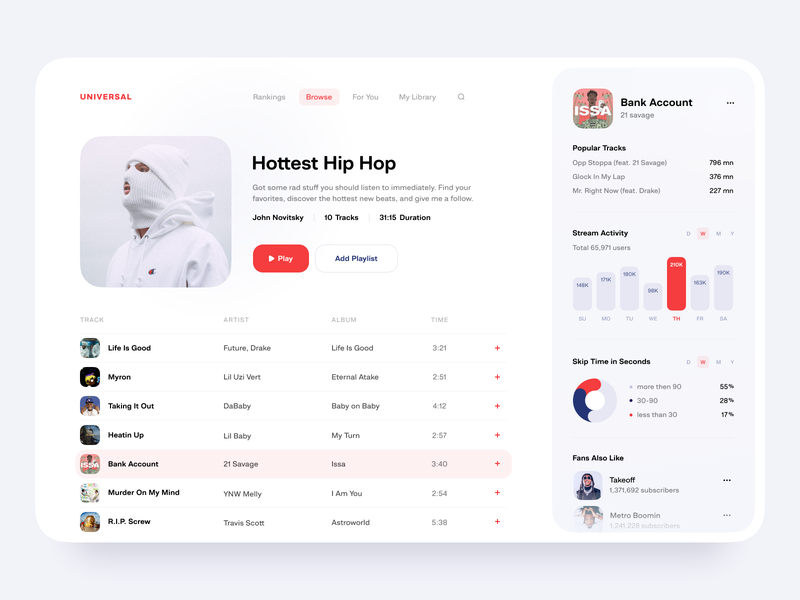 UNIVERSAL
Rankings
Browse
For You
My Library
Hottest Hip Hop
Got some rad stuff you should listen to immediately. Find your
favorites, discover the hottest new beats, and give me a follow.
John Novitsky
10 Tracks
31:15 Duration
Play
Add Playlist
TRACK ARTIST ALBUM TIME
Life Is Good Future, Drake Life Is Good 3:21 +
Myron Lil Uzi Vert Eternal Atake 2:51 +
Taking It Out DaBaby Baby on Baby 4:12 +
Heatin Up Lil Baby My Turn 2:57 +
ISSA
Bank Account 21 Savage Issa 3:40 +
Murder On My Mind YNW Melly I Am You 2:54 +
R.I.P. Screw Travis Scott Astroworld 5:38 +
ISSA
Bank Account
21 savage
Popular Tracks
Opp Stoppa (feat. 21 Savage) 796 mn
Glock In My Lap 376 mn
Mr. Right Now (feat. Drake) 227 mn
Stream Activity D W M Y
Total 65,971 users
148K 171K 180K 98K 210K 163K 190K
SU MO TU WE TH FR SA
Skip Time in Seconds D W M Y
more then 90 55%
30-90 28%
less than 30 17%
Fans Also Like
Takeoff
1,371,692 subscribers
Metro Boomin
1,241,228 subscribers